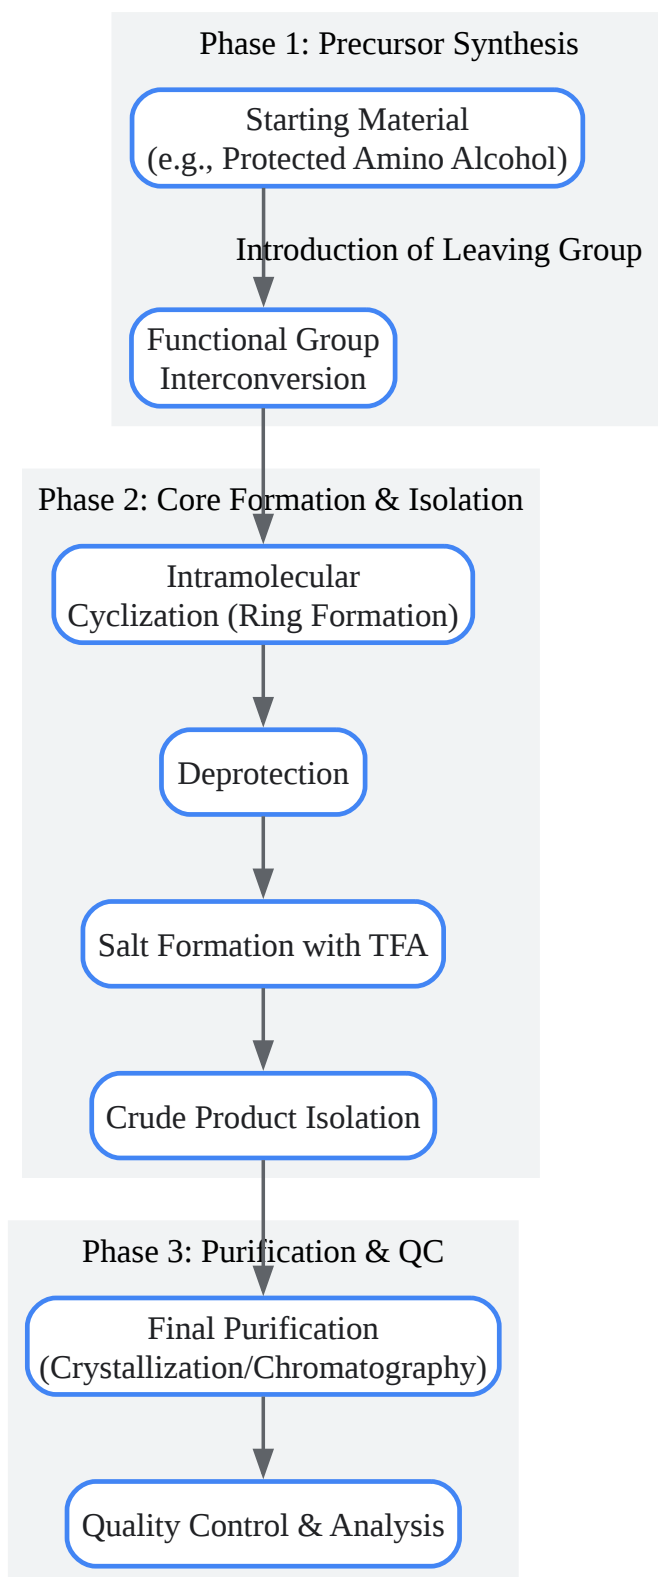 Phase 1: Precursor Synthesis
Starting Material
(e.g., Protected Amino Alcohol)
Introduction of Leaving Group
Functional Group
Interconversion
Phase 2: Core Formation & Isolation
Intramolecular
Cyclization (Ring Formation)
Deprotection
Salt Formation with TFA
Crude Product Isolation
Phase 3: Purification & QC
Final Purification
(Crystallization/Chromatography)
Quality Control & Analysis